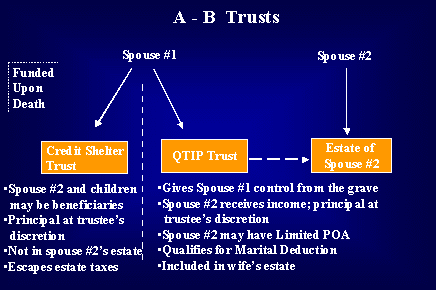 A - B Trusts
Spouse #1
Spouse #2
Funded
Upon
Death
Credit Shelter
Trust
QTIP Trust
Estate of
Spouse #2
•Spouse #2 and children
may be beneficiaries
•Principal at trustee's
discretion
•Not in spouse #2's estate
•Escapes estate taxes
•Gives Spouse #1 control from the grave
•Spouse #2 receives income; principal at
trustee's discretion
•Spouse #2 may have Limited POA
•Qualifies for Marital Deduction
•Included in wife's estate